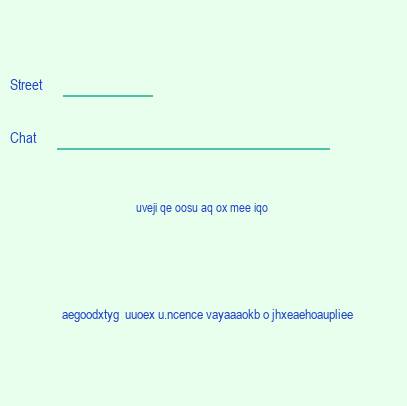 Street
Chat
uveji qe oosu aq ox mee iqo
aegoodxtyg uuoex u.ncence vayaaaokb o jhxeaehoaupliee